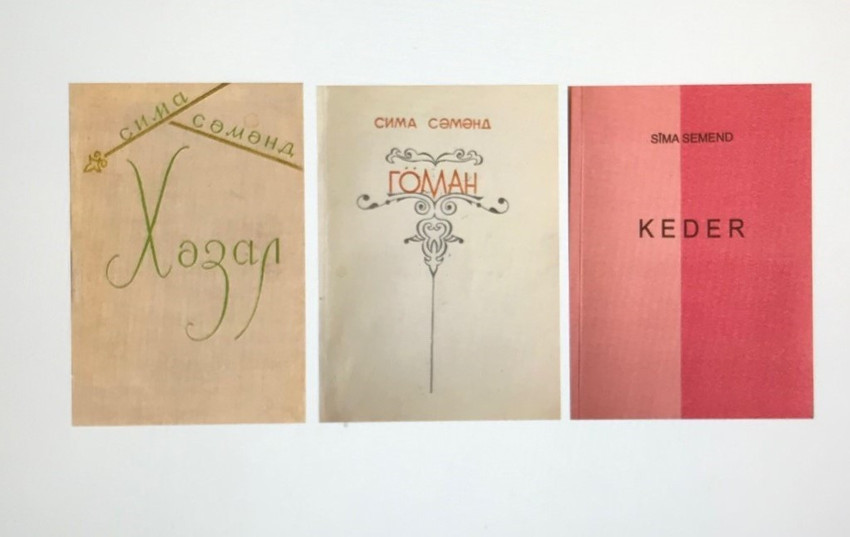 сима
сәмәнд
Хәзал
СИМА СӘМӘНД
ГӦМАН
SÎMA SEMEND
KEDER